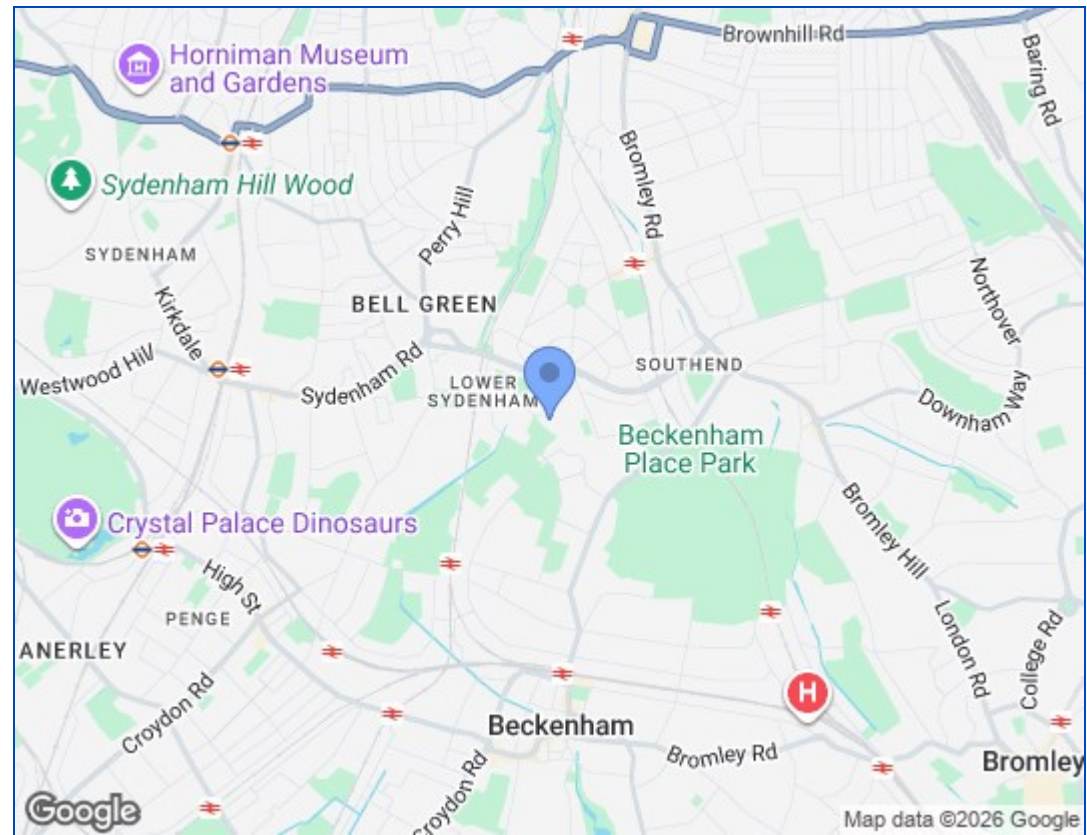 Brownhill Rd
Horniman Museum
and Gardens
Baring Rd
Bromley Rd
Sydenham Hill Wood
Perry Hill
SYDENHAM
Kirkdale
BELL GREEN
Northover
Westwood Hill
Sydenham Rd
LOWER
SYDENHAM
SOUTHEND
Downham Way
Beckenham
Place Park
Crystal Palace Dinosaurs
Bromley Hill
High St
PENGE
London Rd
College Rd
ANERLEY
Croydon Rd
H
Beckenham
Bromley Rd
Bromley
Croydon Rd
Google
Map data ©2026 Google